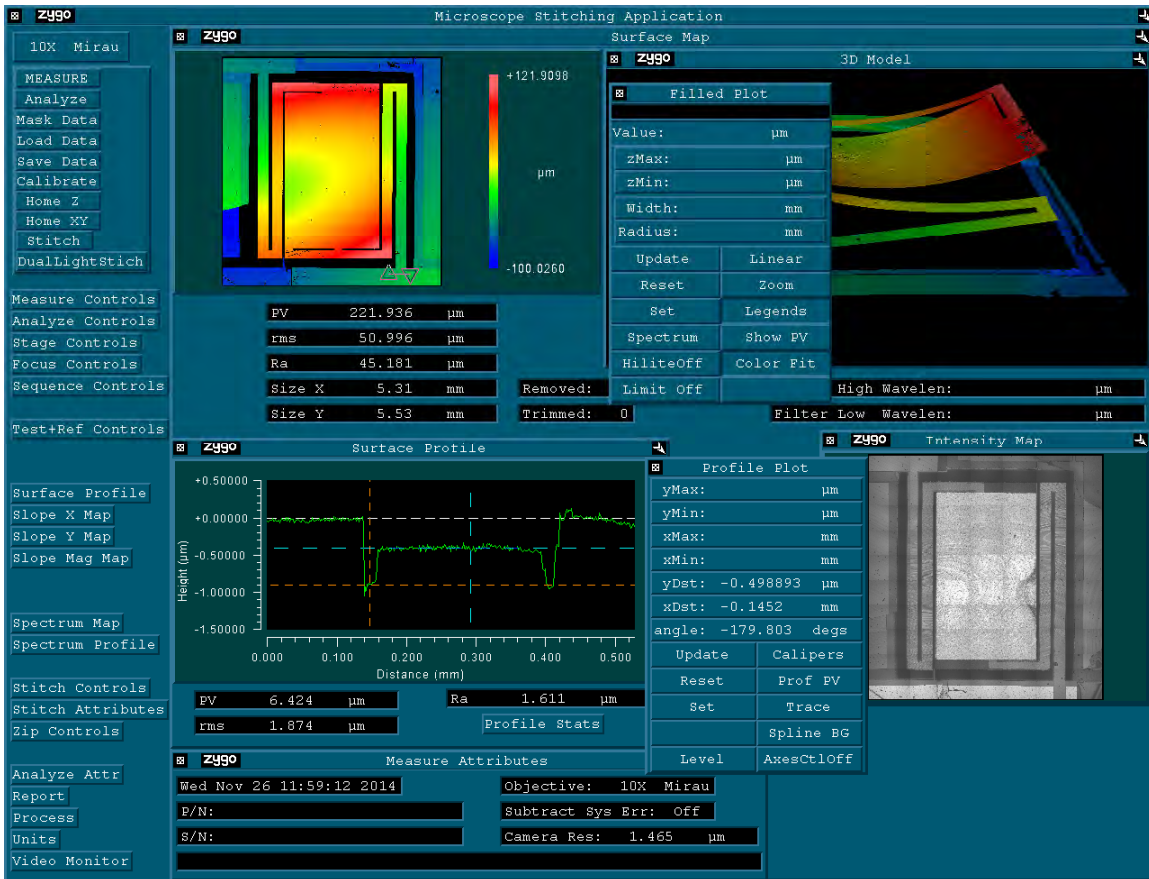 zygo Microscope Stitching Application
10X Mirau
MEASURE
Analyze
Mask Data
Load Data
Save Data
Calibrate
Home Z
Home XY
Stitch
DualLightStich
Measure Controls
Analyze Controls
Stage Controls
Focus Controls
Sequence Controls
Test+Ref Controls
Surface Profile
Slope X Map
Slope Y Map
Slope Mag Map
Spectrum Map
Spectrum Profile
Stitch Controls
Stitch Attributes
Zip Controls
Analyze Attr
Report
Process
Units
Video Monitor
zygo Surface Map
+121.9098
µm
-100.0260
PV 221.936 µm
rms 50.996 µm
Ra 45.181 µm
Size X 5.31 mm
Size Y 5.53 mm
Removed:
Trimmed: 0
High Wavelen: µm
Filter Low Wavelen: µm
zygo 3D Model
Filled Plot
Value: µm
zMax: µm
zMin: µm
Width: mm
Radius: mm
Update Linear
Reset Zoom
Set Legends
Spectrum Show PV
HiliteOff Color Fit
Limit Off
zygo Surface Profile
+0.50000
+0.00000
-0.50000
-1.00000
-1.50000
Height (µm)
0.000 0.100 0.200 0.300 0.400 0.500
Distance (mm)
PV 6.424 µm
rms 1.874 µm
Ra 1.611 µm
Profile Stats
Profile Plot
yMax: µm
yMin: µm
xMax: mm
xMin: mm
yDst: -0.498893 µm
xDst: -0.1452 mm
angle: -179.803 degs
Update Calipers
Reset Prof PV
Set Trace
Spline BG
Level AxesCtlOff
zygo Intensity Map
zygo Measure Attributes
Wed Nov 26 11:59:12 2014
P/N:
S/N:
Objective: 10X Mirau
Subtract Sys Err: Off
Camera Res: 1.465 µm